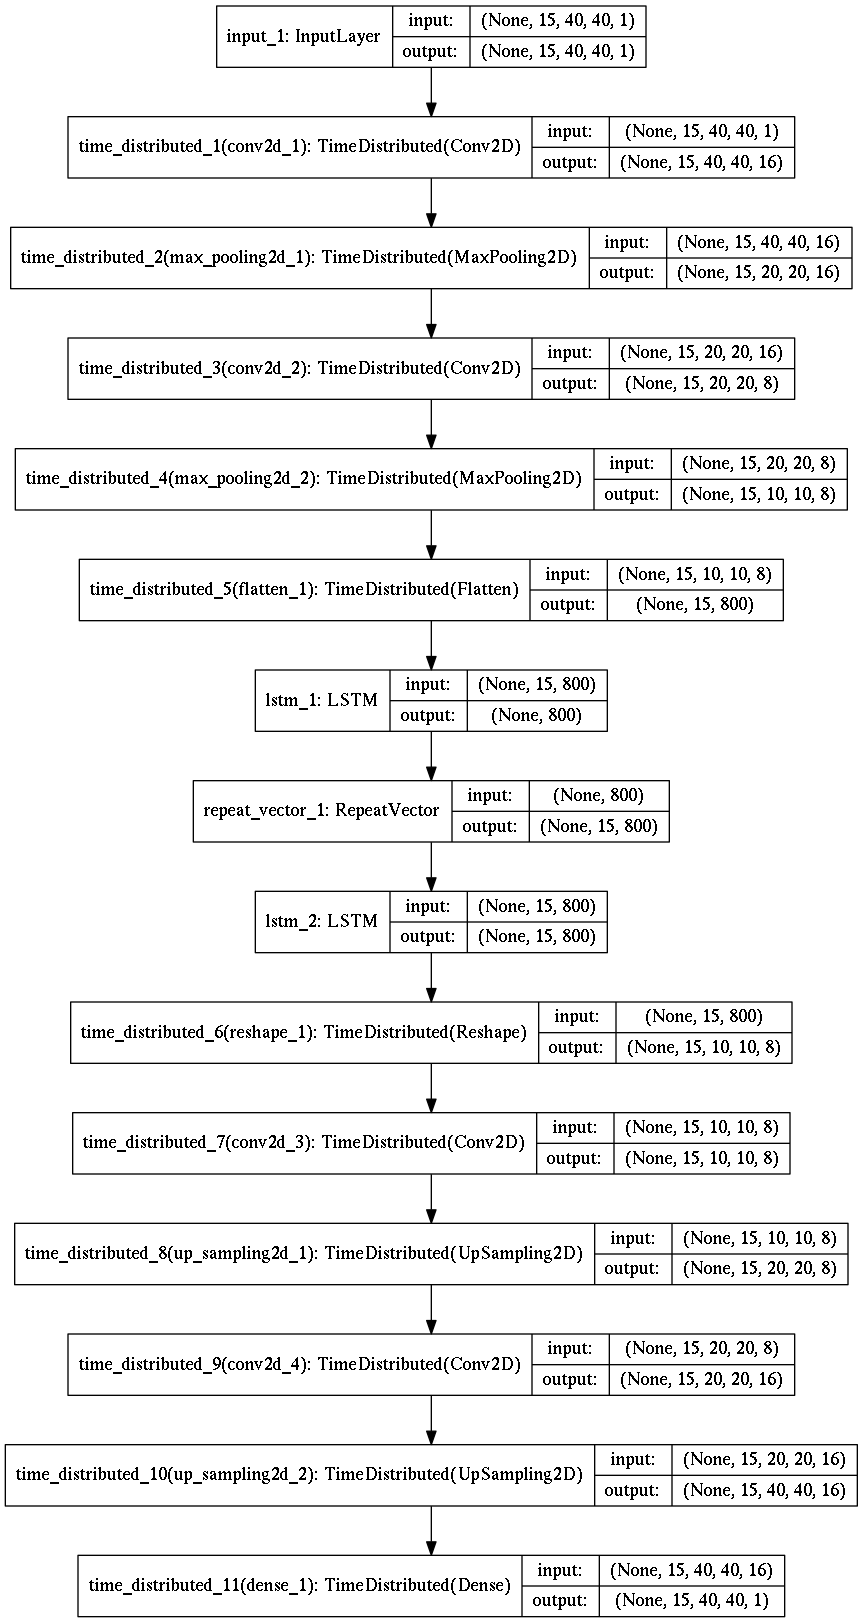 input_1: InputLayer
input: (None, 15, 40, 40, 1)
output: (None, 15, 40, 40, 1)
time_distributed_1(conv2d_1): TimeDistributed(Conv2D)
input: (None, 15, 40, 40, 1)
output: (None, 15, 40, 40, 16)
time_distributed_2(max_pooling2d_1): TimeDistributed(MaxPooling2D)
input: (None, 15, 40, 40, 16)
output: (None, 15, 20, 20, 16)
time_distributed_3(conv2d_2): TimeDistributed(Conv2D)
input: (None, 15, 20, 20, 16)
output: (None, 15, 20, 20, 8)
time_distributed_4(max_pooling2d_2): TimeDistributed(MaxPooling2D)
input: (None, 15, 20, 20, 8)
output: (None, 15, 10, 10, 8)
time_distributed_5(flatten_1): TimeDistributed(Flatten)
input: (None, 15, 10, 10, 8)
output: (None, 15, 800)
lstm_1: LSTM
input: (None, 15, 800)
output: (None, 800)
repeat_vector_1: RepeatVector
input: (None, 800)
output: (None, 15, 800)
lstm_2: LSTM
input: (None, 15, 800)
output: (None, 15, 800)
time_distributed_6(reshape_1): TimeDistributed(Reshape)
input: (None, 15, 800)
output: (None, 15, 10, 10, 8)
time_distributed_7(conv2d_3): TimeDistributed(Conv2D)
input: (None, 15, 10, 10, 8)
output: (None, 15, 10, 10, 8)
time_distributed_8(up_sampling2d_1): TimeDistributed(UpSampling2D)
input: (None, 15, 10, 10, 8)
output: (None, 15, 20, 20, 8)
time_distributed_9(conv2d_4): TimeDistributed(Conv2D)
input: (None, 15, 20, 20, 8)
output: (None, 15, 20, 20, 16)
time_distributed_10(up_sampling2d_2): TimeDistributed(UpSampling2D)
input: (None, 15, 20, 20, 16)
output: (None, 15, 40, 40, 16)
time_distributed_11(dense_1): TimeDistributed(Dense)
input: (None, 15, 40, 40, 16)
output: (None, 15, 40, 40, 1)